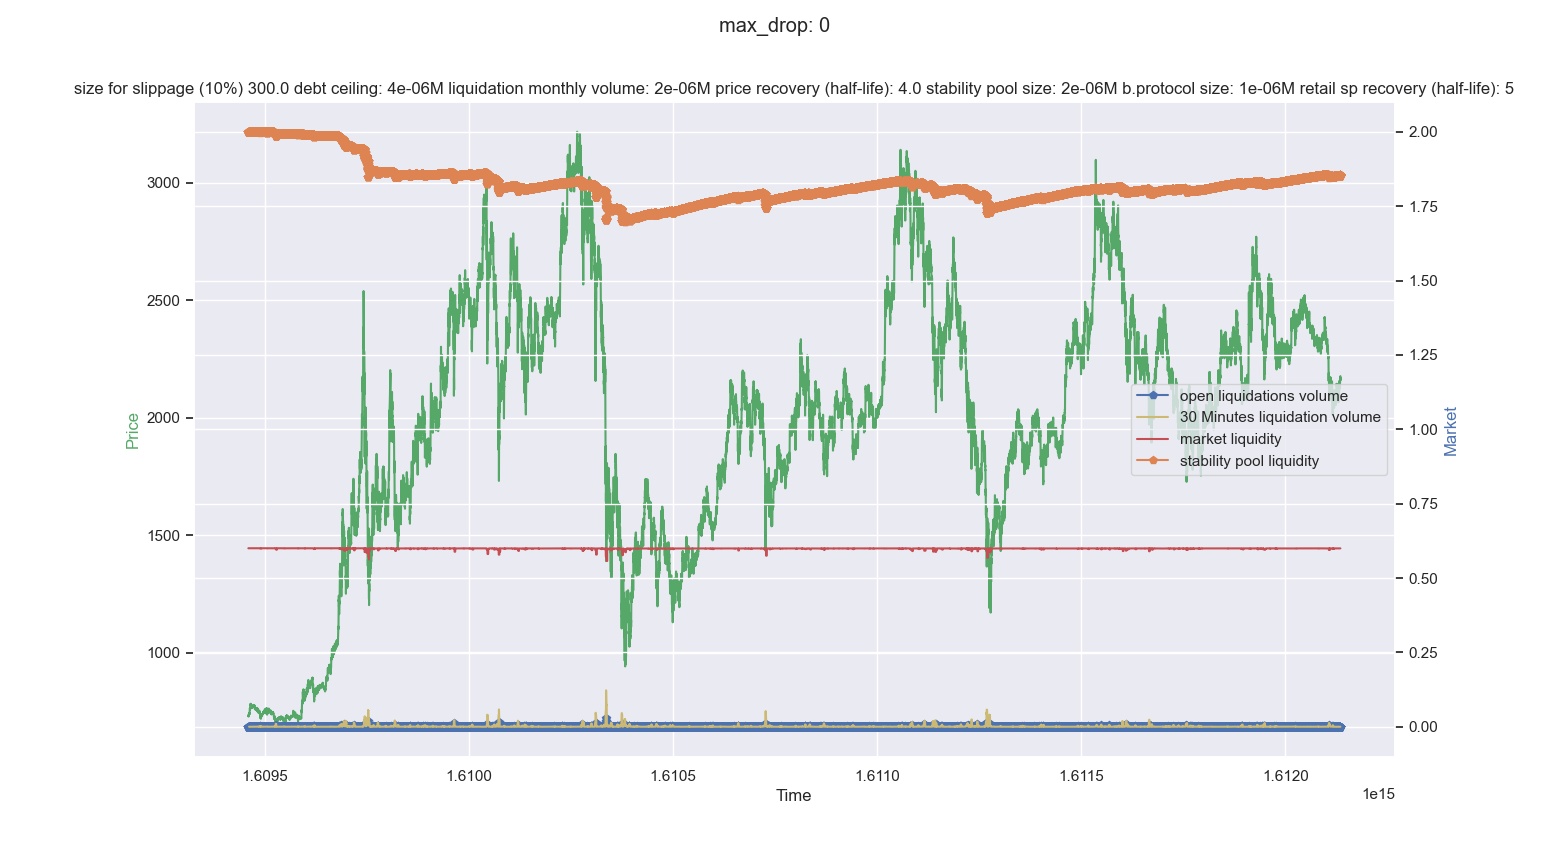 max_drop: 0
size for slippage (10%) 300.0 debt ceiling: 4e-06M liquidation monthly volume: 2e-06M price recovery (half-life): 4.0 stability pool size: 2e-06M b.protocol size: 1e-06M retail sp recovery (half-life): 5
3000
2500
2000
1500
1000
Price
2.00
1.75
1.50
1.25
1.00
0.75
0.50
0.25
0.00
Market
open liquidations volume
30 Minutes liquidation volume
market liquidity
stability pool liquidity
1.6095 1.6100 1.6105 1.6110 1.6115 1.6120
Time
1e15